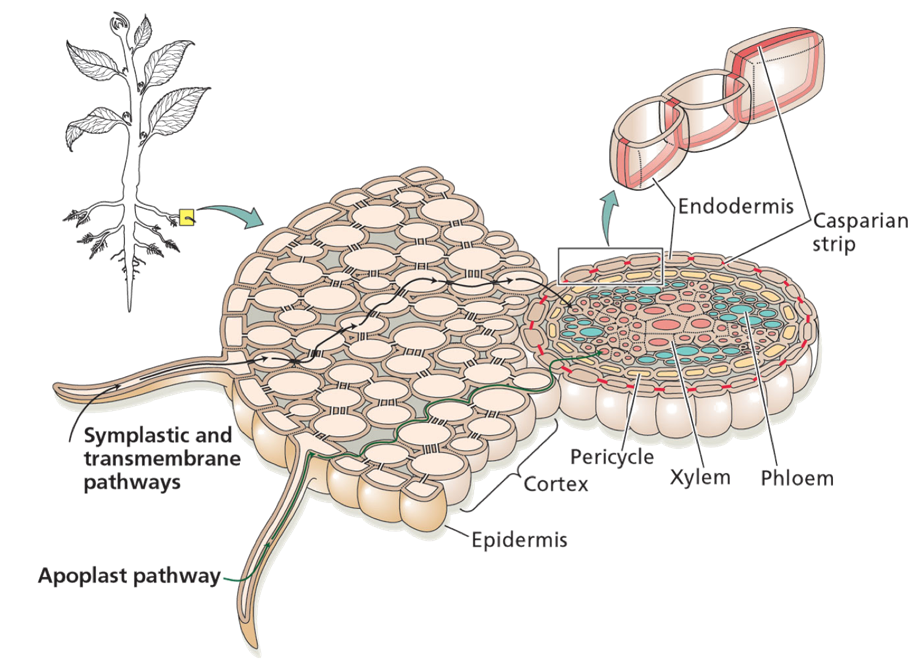 Endodermis
Casparian
strip
Symplastic and
transmembrane
pathways
Pericycle
Xylem
Phloem
Cortex
Epidermis
Apoplast pathway